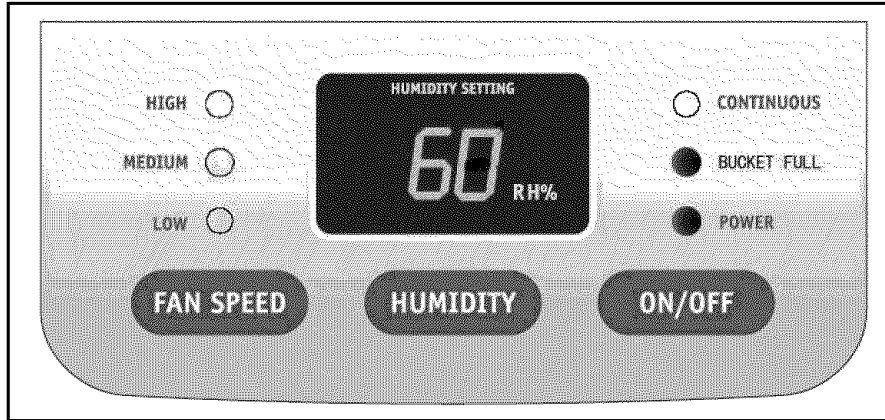 HUMIDITY SETTING
HIGH
CONTINUOUS
60
MEDIUM
BUCKET FULL
RH%
LOW
POWER
FAN SPEED
HUMIDITY
ON/OFF